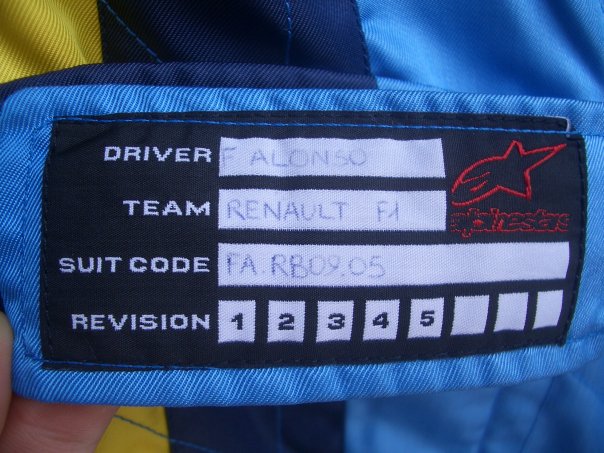 DRIVER F ALONSO
TEAM RENAULT F1
alpinestars
SUIT CODE FA.RB09.05
REVISION 1 2 3 4 5